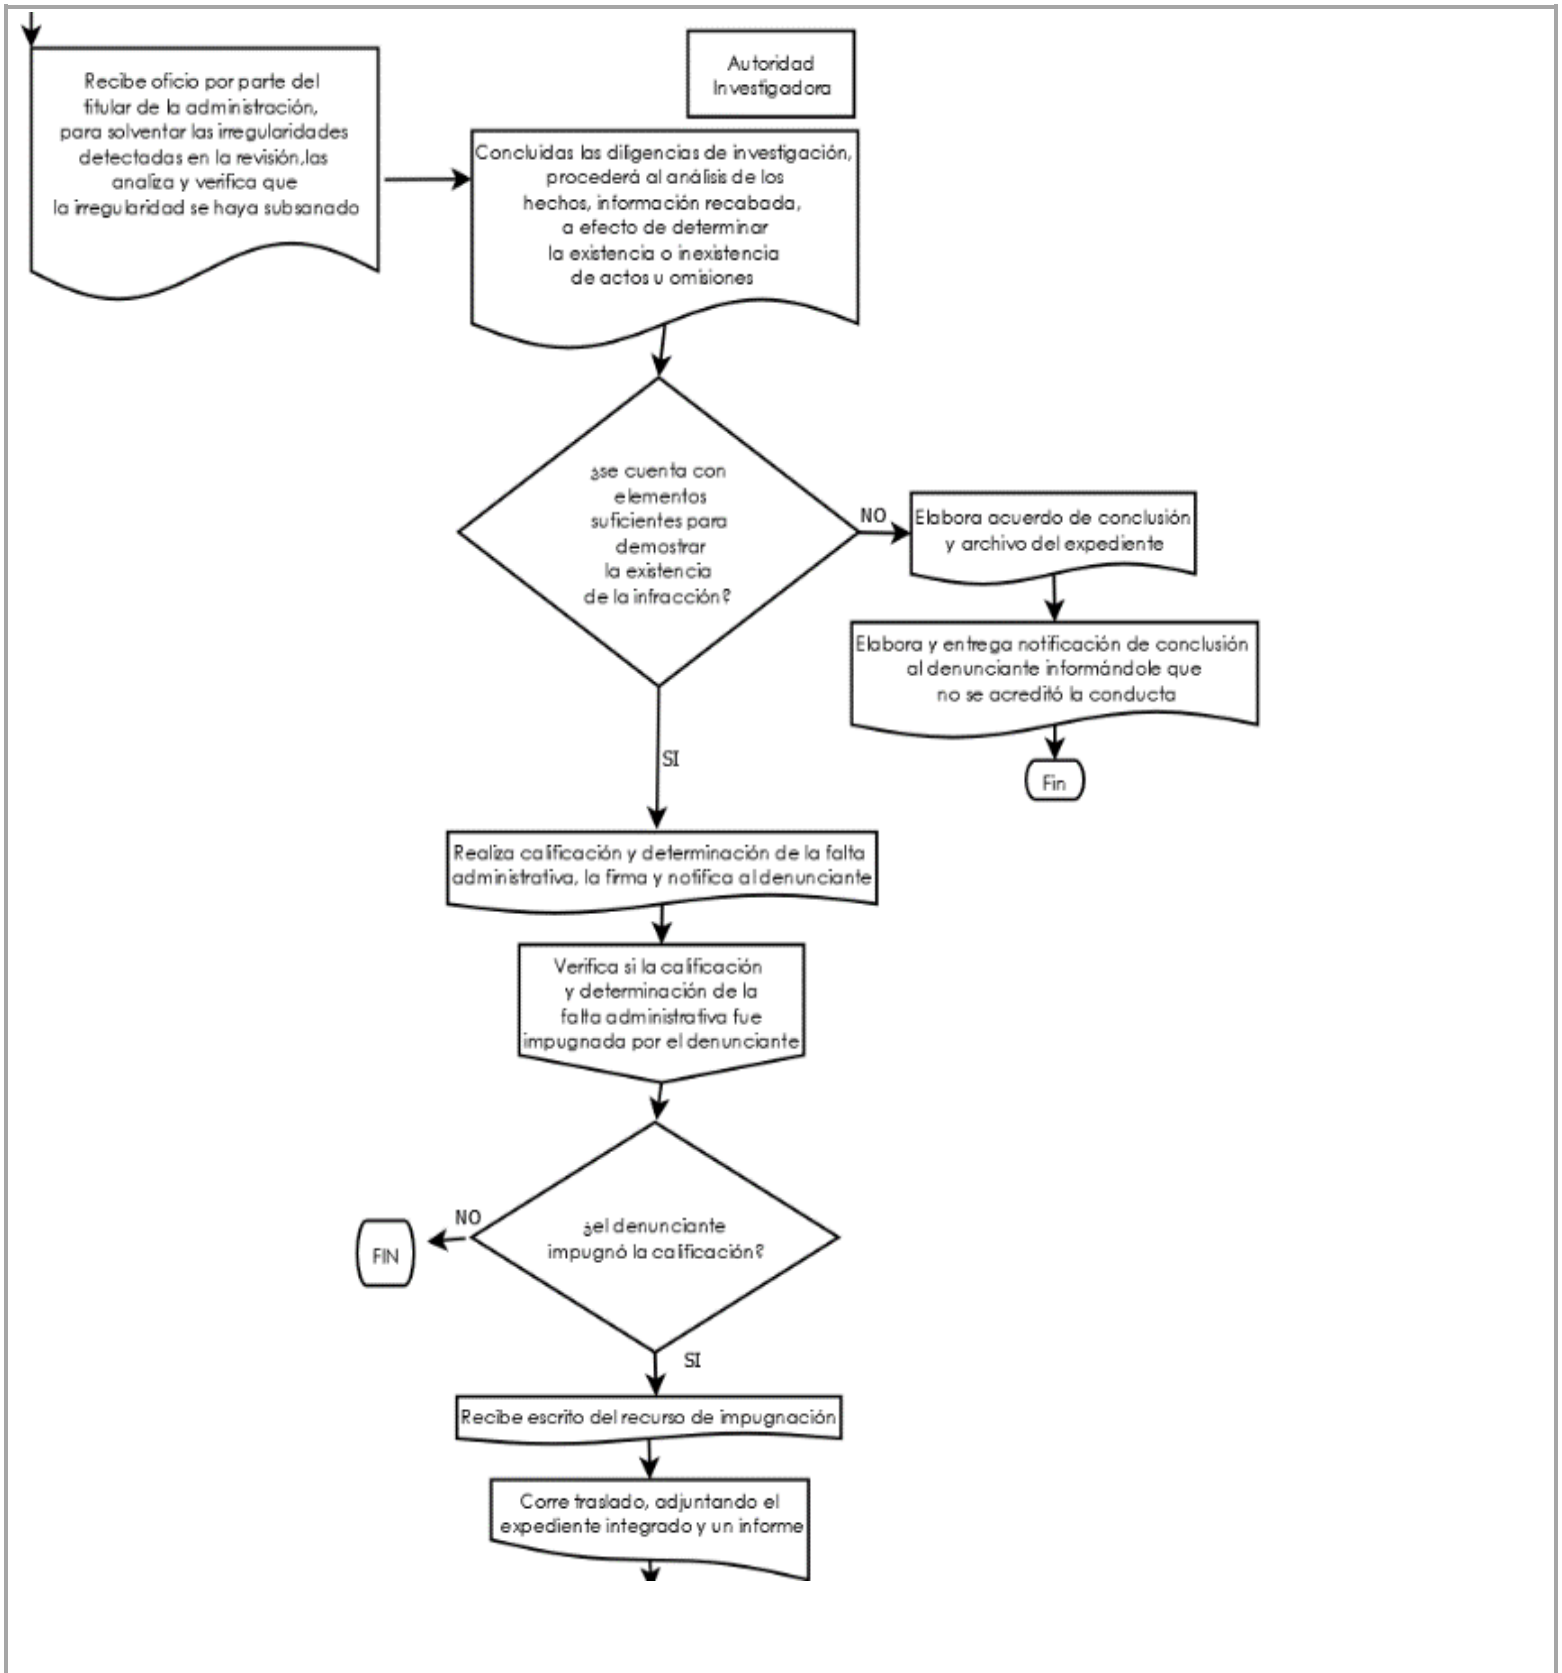 Recibe oficio por parte del
titular de la administración,
para solventar las irregularidades
detectadas en la revisión,las
analiza y verifica que
la irregularidad se haya subsanado
Autoridad
Investigadora
Concluidas las diligencias de investigación,
procederá al análisis de los
hechos, información recabada,
a efecto de determinar
la existencia o inexistencia
de actos u omisiones
¿se cuenta con
elementos
suficientes para
demostrar
la existencia
de la infracción?
NO
Elabora acuerdo de conclusión
y archivo del expediente
Elabora y entrega notificación de conclusión
al denunciante informándole que
no se acreditó la conducta
Fin
SI
Realiza calificación y determinación de la falta
administrativa, la firma y notifica al denunciante
Verifica si la calificación
y determinación de la
falta administrativa fue
impugnada por el denunciante
¿el denunciante
impugnó la calificación?
NO
FIN
SI
Recibe escrito del recurso de impugnación
Corre traslado, adjuntando el
expediente integrado y un informe